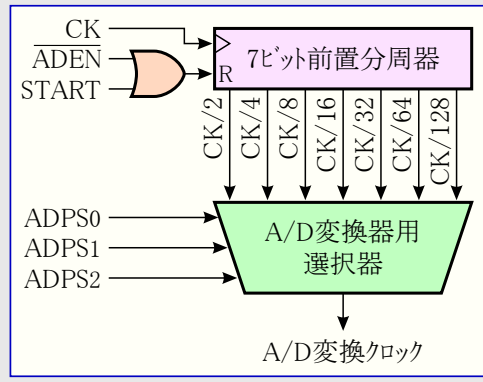 CK
ADEN
START
R
7ビット前置分周器
CK/2
CK/4
CK/8
CK/16
CK/32
CK/64
CK/128
ADPS0
ADPS1
ADPS2
A/D変換器用
選択器
A/D変換クロック